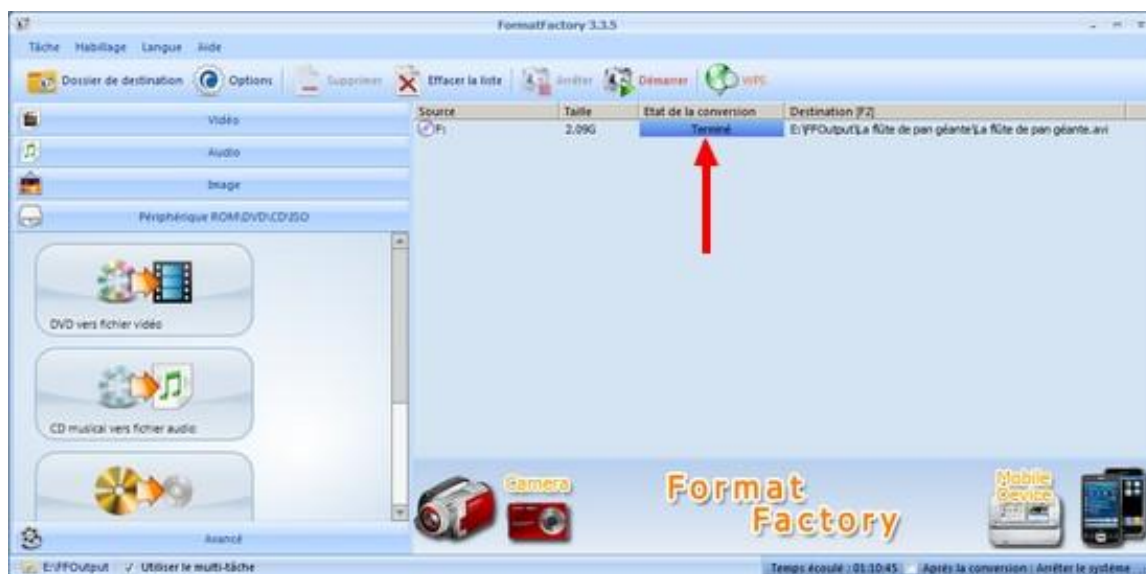 FormatFactory 3.3.5
Tâche Habillage Langue Aide
Dossier de destination Options Supprimer Effacer la liste Arrêter Démarrer WPS
Vidéo
Audio
Image
Périphérique ROM\DVD\CD\ISO
DVD vers fichier vidéo
CD musical vers fichier audio
Avancé
Source Taille Etat de la conversion Destination [F2]
F: 2.09G Terminé E:\FFOutput\La flûte de pan géante\La flûte de pan géante.avi
Camera
Format
Factory
Mobile
Device
E:\FFOutput Utiliser le multi-tâche
Temps écoulé : 01:10:45 Après la conversion : Arrêter le système